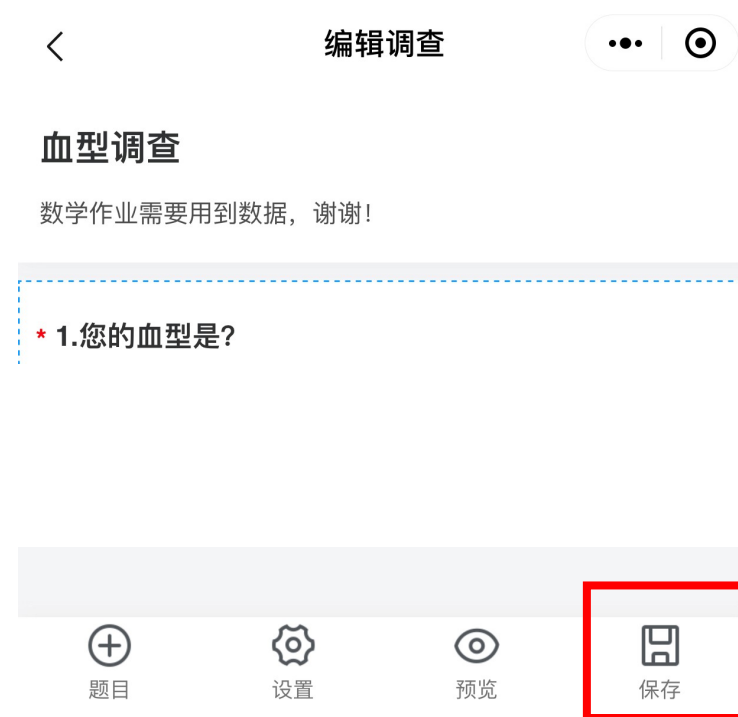 编辑调查
血型调查
数学作业需要用到数据，谢谢！
* 1.您的血型是?
题目 设置 预览 保存